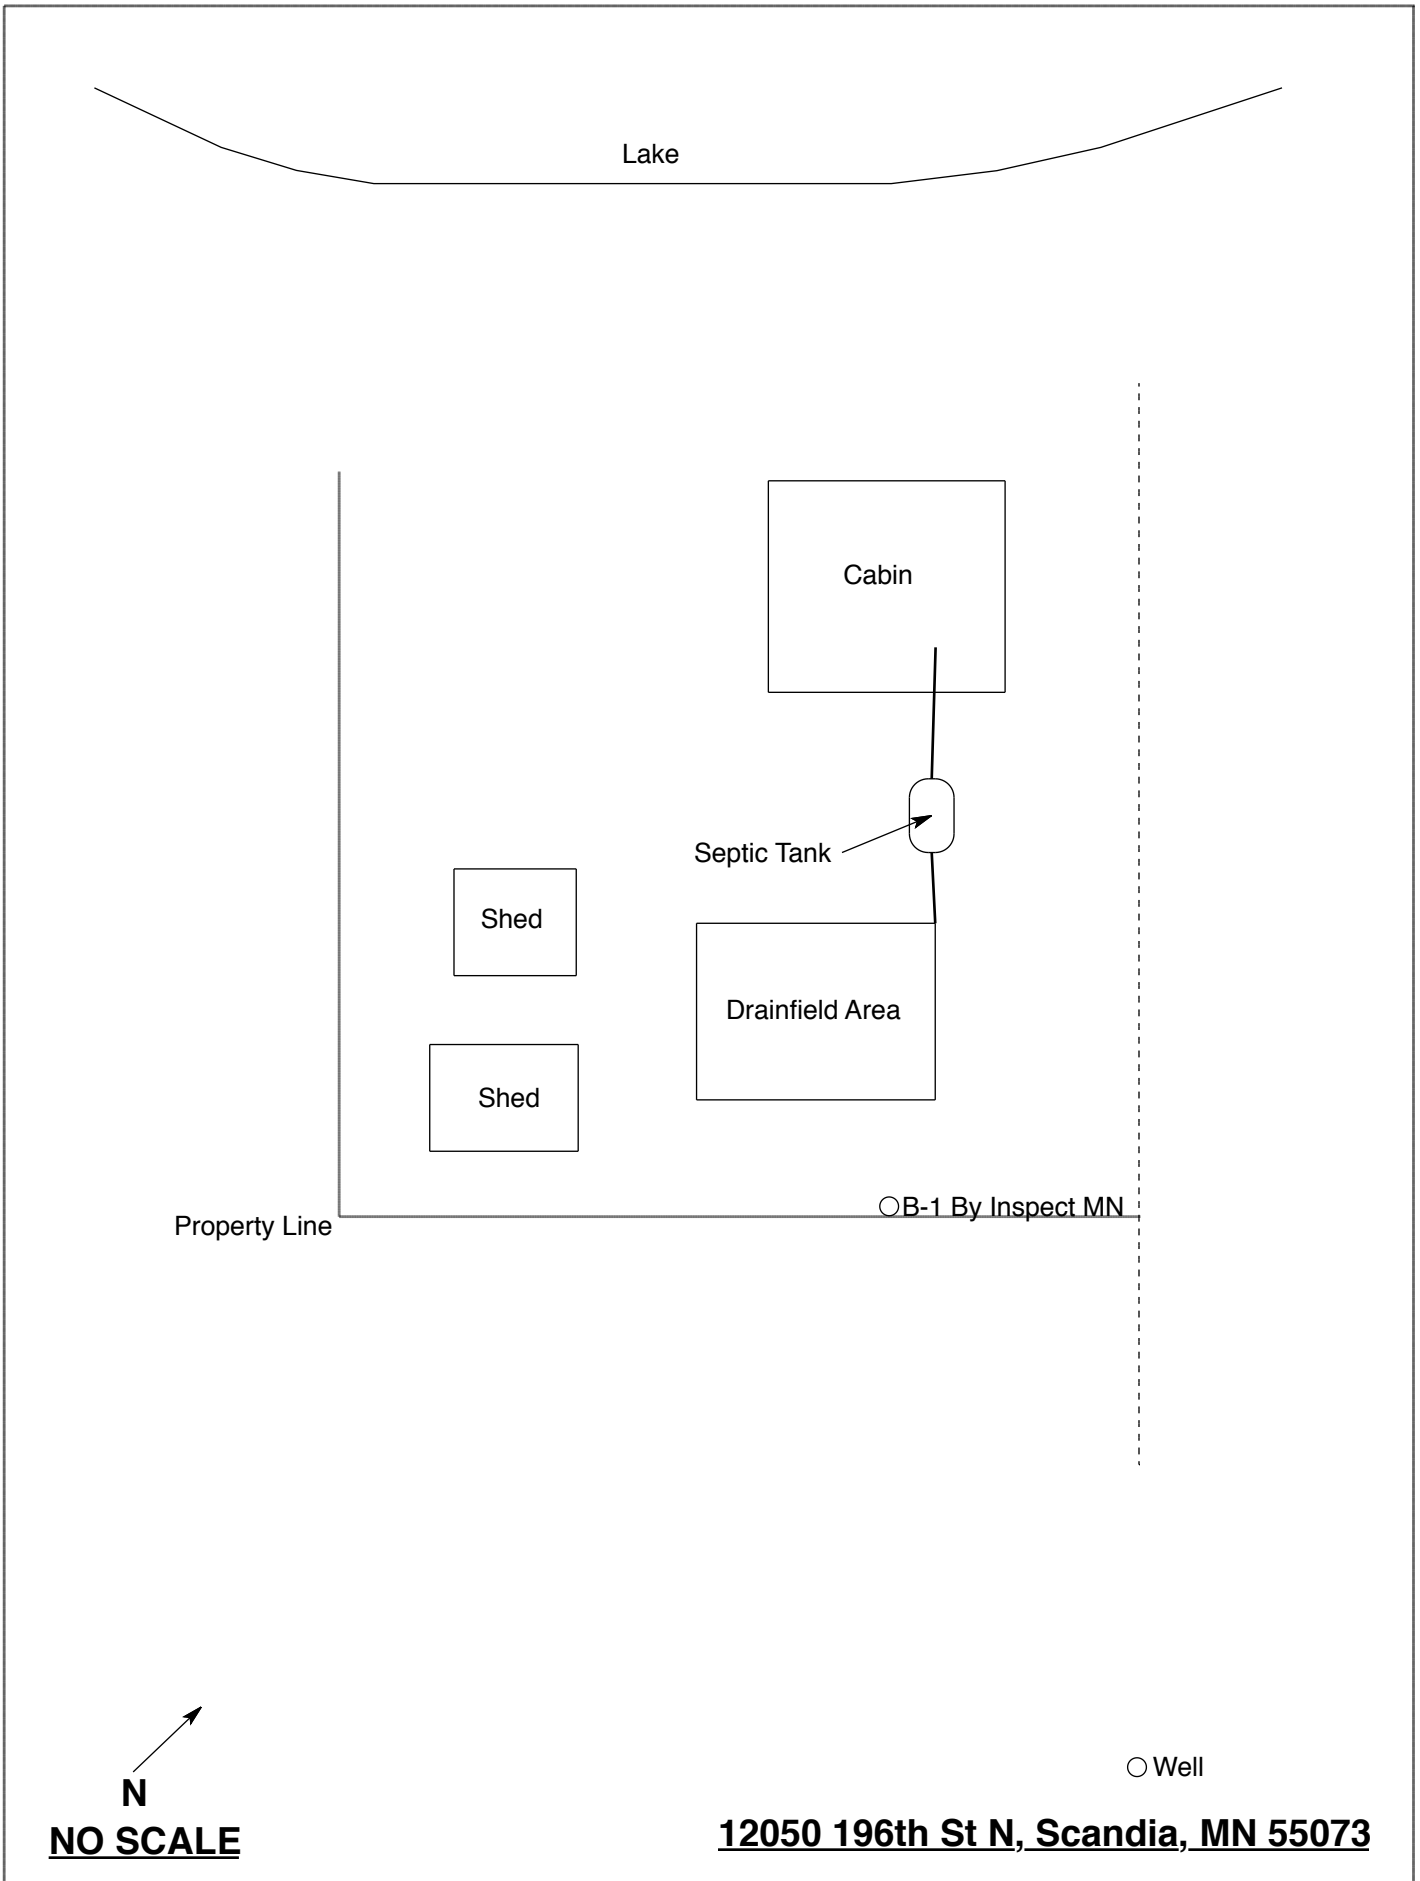 Lake
Cabin
Septic Tank
Shed
Drainfield Area
Shed
B-1 By Inspect MN
Property Line
Well
N
NO SCALE
12050 196th St N, Scandia, MN 55073